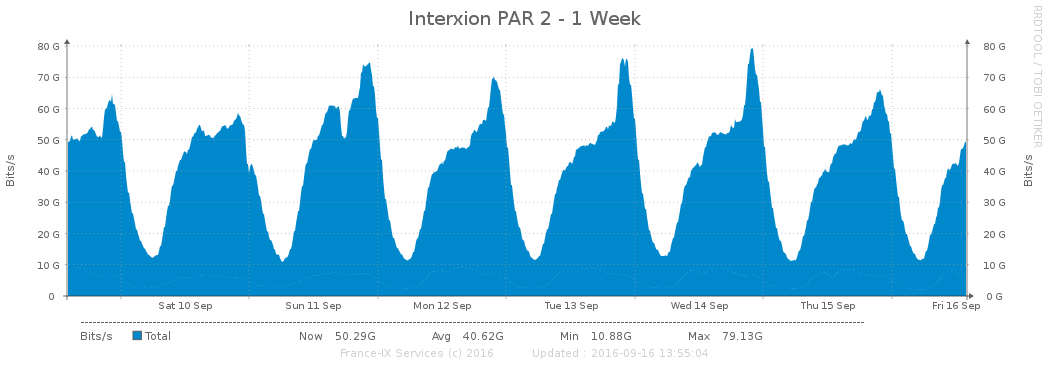 Interxion PAR 2 - 1 Week
RRDTOOL / TOBI OETIKER
80 G 80 G
70 G 70 G
60 G 60 G
50 G 50 G
40 G 40 G
30 G 30 G
20 G 20 G
10 G 10 G
0 0 G
Bits/s
Bits/s
Sat 10 Sep Sun 11 Sep Mon 12 Sep Tue 13 Sep Wed 14 Sep Thu 15 Sep Fri 16 Sep
Bits/s Total Now 50.29G Avg 40.62G Min 10.88G Max 79.13G
France-IX Services (c) 2016 Updated : 2016-09-16 13:55:04